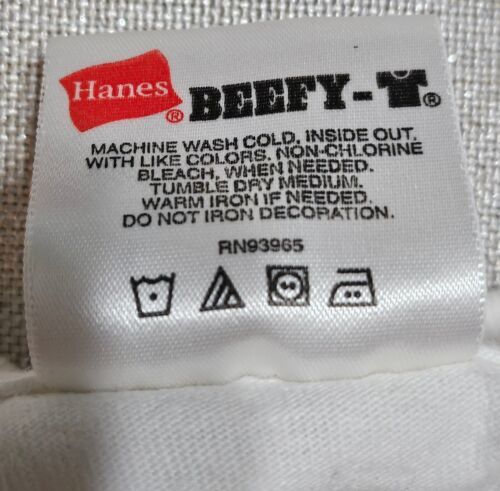 Hanes® BEEFY-T®
MACHINE WASH COLD, INSIDE OUT,
WITH LIKE COLORS, NON-CHLORINE
BLEACH, WHEN NEEDED.
TUMBLE DRY MEDIUM.
WARM IRON IF NEEDED.
DO NOT IRON DECORATION.
RN93965